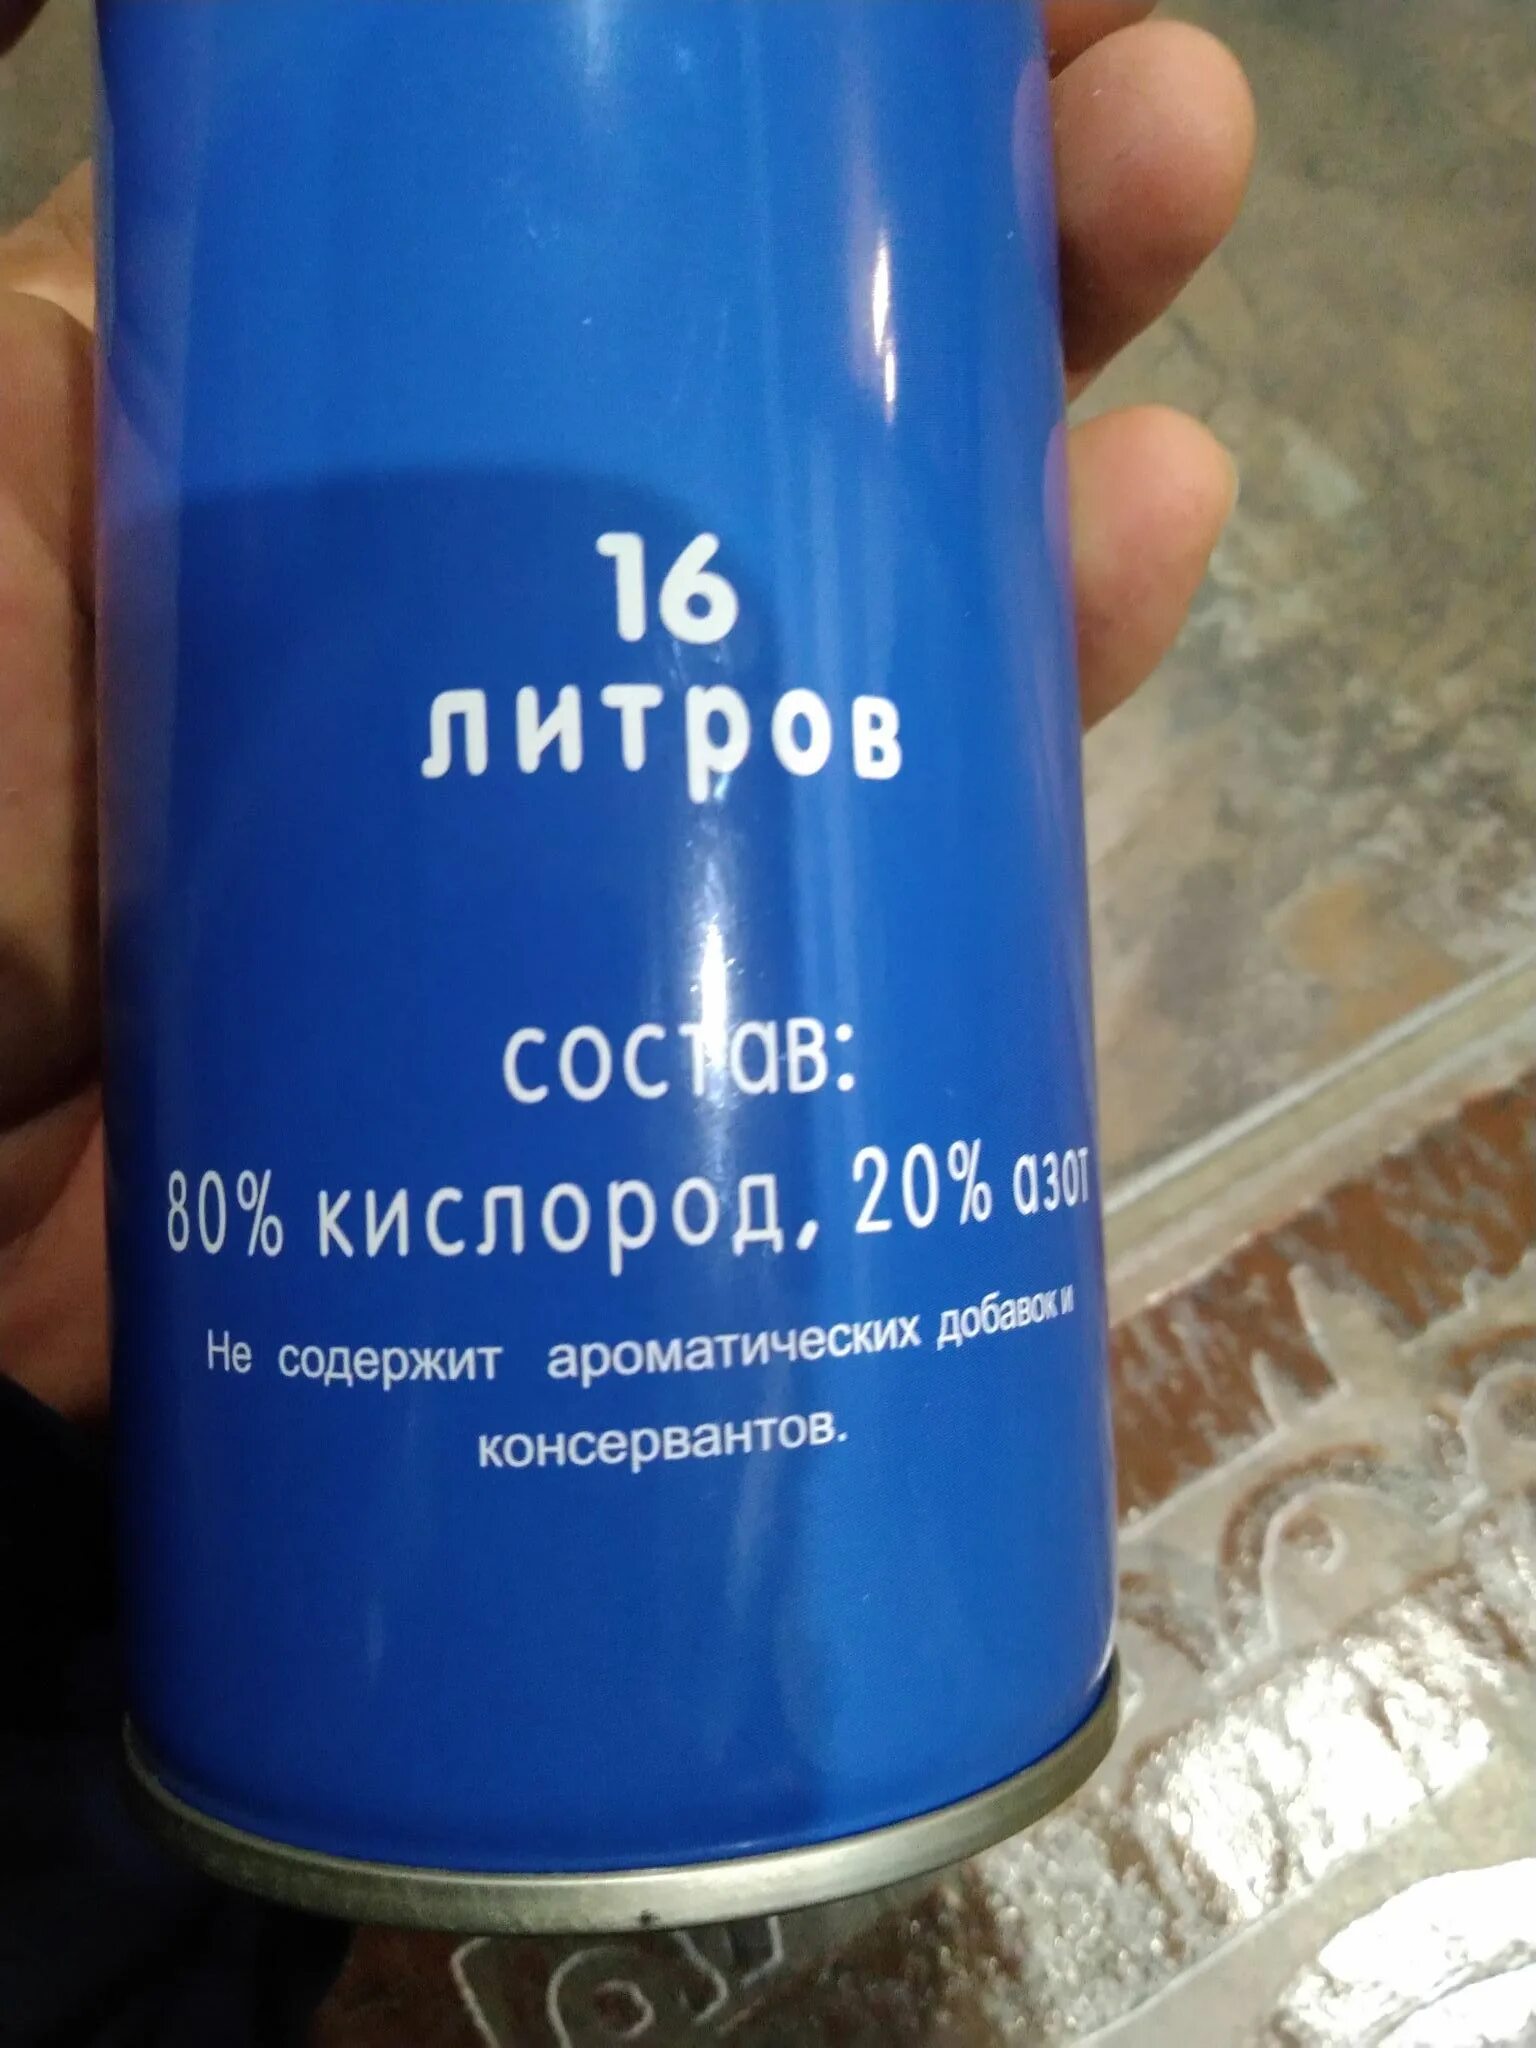 16
литров
состав:
80% кислород, 20% азот
Не содержит ароматических добавок и
консервантов.